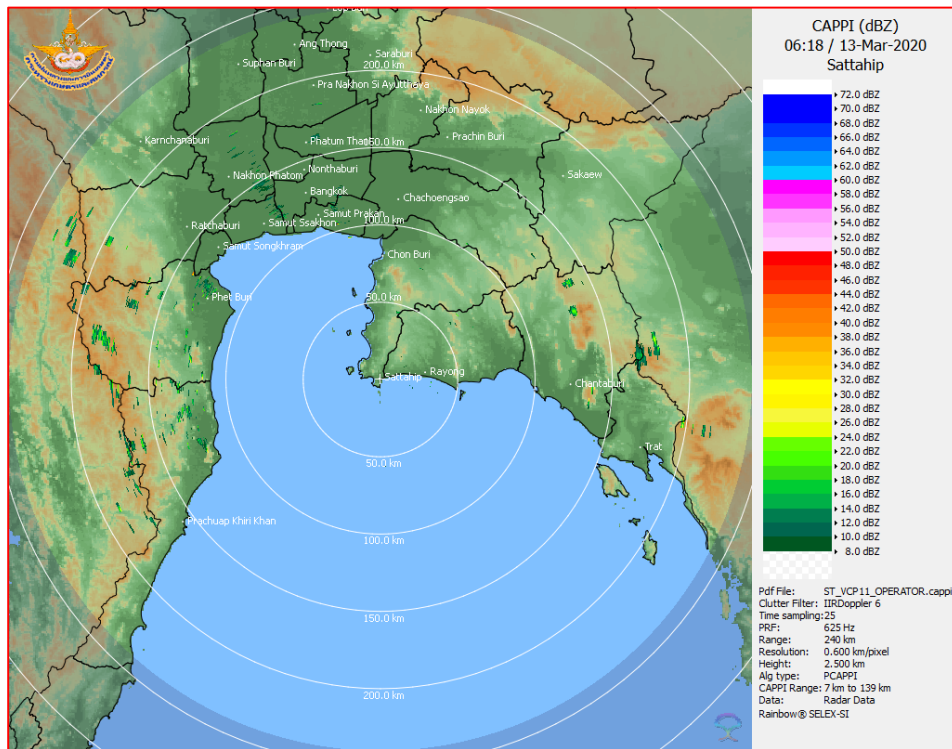 CAPPI (dBZ)
06:18 / 13-Mar-2020
Sattahip
72.0 dBZ
70.0 dBZ
68.0 dBZ
66.0 dBZ
64.0 dBZ
62.0 dBZ
60.0 dBZ
58.0 dBZ
56.0 dBZ
54.0 dBZ
52.0 dBZ
50.0 dBZ
48.0 dBZ
46.0 dBZ
44.0 dBZ
42.0 dBZ
40.0 dBZ
38.0 dBZ
36.0 dBZ
34.0 dBZ
32.0 dBZ
30.0 dBZ
28.0 dBZ
26.0 dBZ
24.0 dBZ
22.0 dBZ
20.0 dBZ
18.0 dBZ
16.0 dBZ
14.0 dBZ
12.0 dBZ
10.0 dBZ
8.0 dBZ
Pdf File: ST_VCP11_OPERATOR.cappi
Clutter Filter: IIRDoppler 6
Time sampling:25
PRF: 625 Hz
Range: 240 km
Resolution: 0.600 km/pixel
Height: 2.500 km
Alg type: PCAPPI
CAPPI Range: 7 km to 139 km
Data: Radar Data
Rainbow® SELEX-SI
Ang Thong
Saraburi
Suphan Buri
200.0 km
Pra Nakhon Si Ayutthaya
Nakhon Nayok
Karnchanaburi
Phatum Thani
150.0 km
Prachin Buri
Nonthaburi
Nakhon Phatom
Sakaew
Bangkok
Chachoengsao
Samut Prakan
Ratchaburi
Samut Ssakhon
100.0 km
Samut Songkhram
Chon Buri
Phet Buri
50.0 km
Sattahip
Rayong
Chantaburi
Trat
50.0 km
Prachuap Khiri Khan
100.0 km
150.0 km
200.0 km